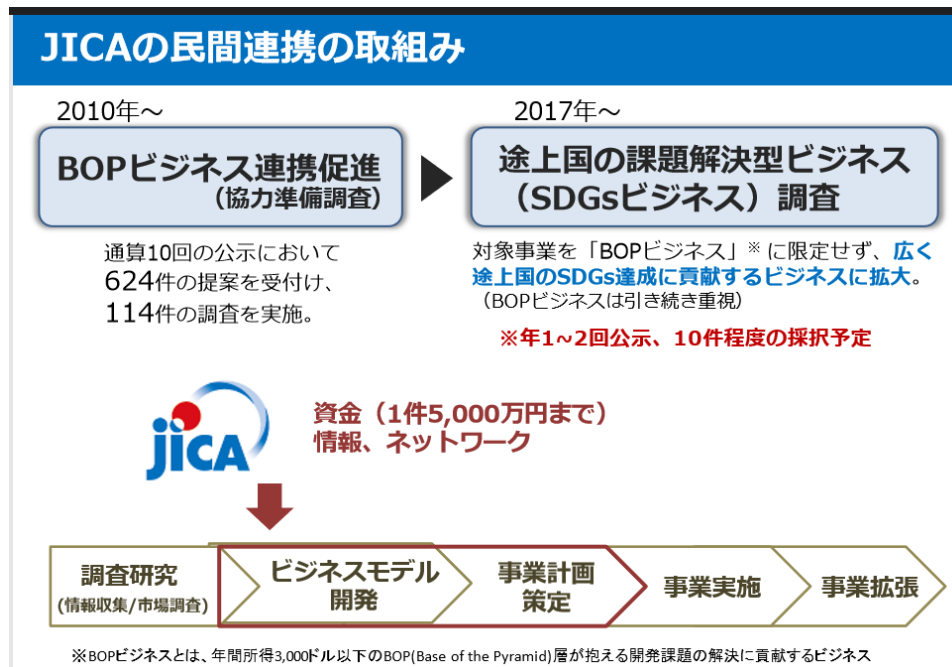 JICAの民間連携の取組み
2010年～
BOPビジネス連携促進
（協力準備調査）
通算10回の公示において
624件の提案を受付け、
114件の調査を実施。
2017年～
途上国の課題解決型ビジネス
（SDGsビジネス）調査
対象事業を「BOPビジネス」※ に限定せず、広く
途上国のSDGs達成に貢献するビジネスに拡大。
（BOPビジネスは引き続き重視）
※年1~2回公示、10件程度の採択予定
jICA
資金（1件5,000万円まで）
情報、ネットワーク
調査研究
(情報収集/市場調査)
ビジネスモデル
開発
事業計画
策定
事業実施
事業拡張
※BOPビジネスとは、年間所得3,000ドル以下のBOP(Base of the Pyramid)層が抱える開発課題の解決に貢献するビジネス